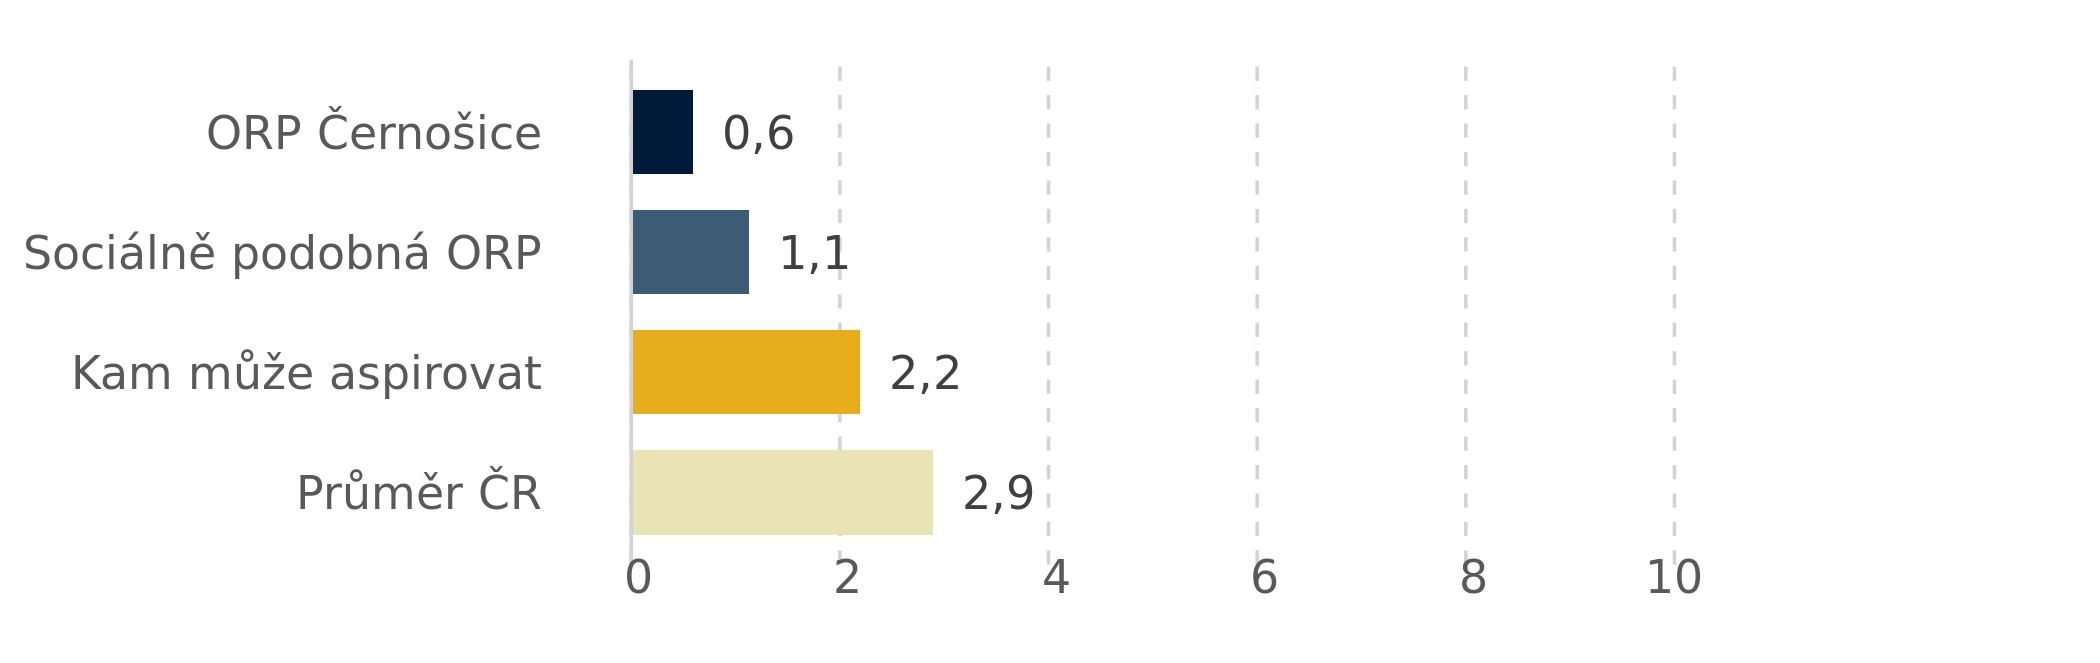 ORP Černošice 0,6
Sociálně podobná ORP 1,1
Kam může aspirovat 2,2
Průměr ČR 2,9
0 2 4 6 8 10